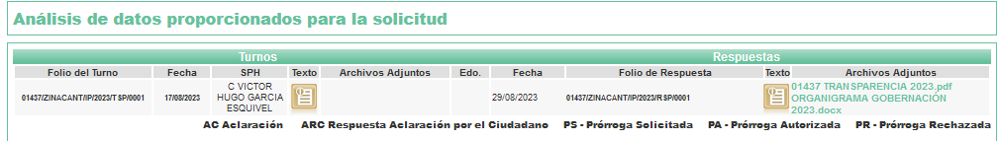 Análisis de datos proporcionados para la solicitud
Turnos Respuestas
Folio del Turno Fecha SPH Texto Archivos Adjuntos Edo. Fecha Folio de Respuesta Texto Archivos Adjuntos
01437/ZINACANT/IP/2023/TSP/0001 17/08/2023 C VICTOR HUGO GARCIA ESQUIVEL 29/08/2023 01437/ZINACANT/IP/2023/RSP/0001 01437 TRANSPARENCIA 2023.pdf
ORGANIGRAMA GOBERNACIÓN
2023.docx
AC Aclaración ARC Respuesta Aclaración por el Ciudadano PS - Prórroga Solicitada PA - Prórroga Autorizada PR - Prórroga Rechazada